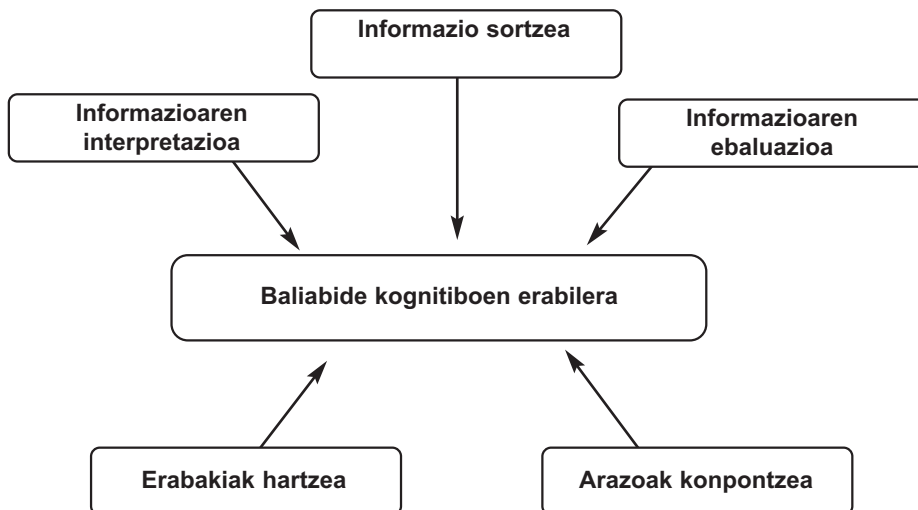 Informazio sortzea
Informazioaren
interpretazioa
Informazioaren
ebaluazioa
Baliabide kognitiboen erabilera
Erabakiak hartzea
Arazoak konpontzea